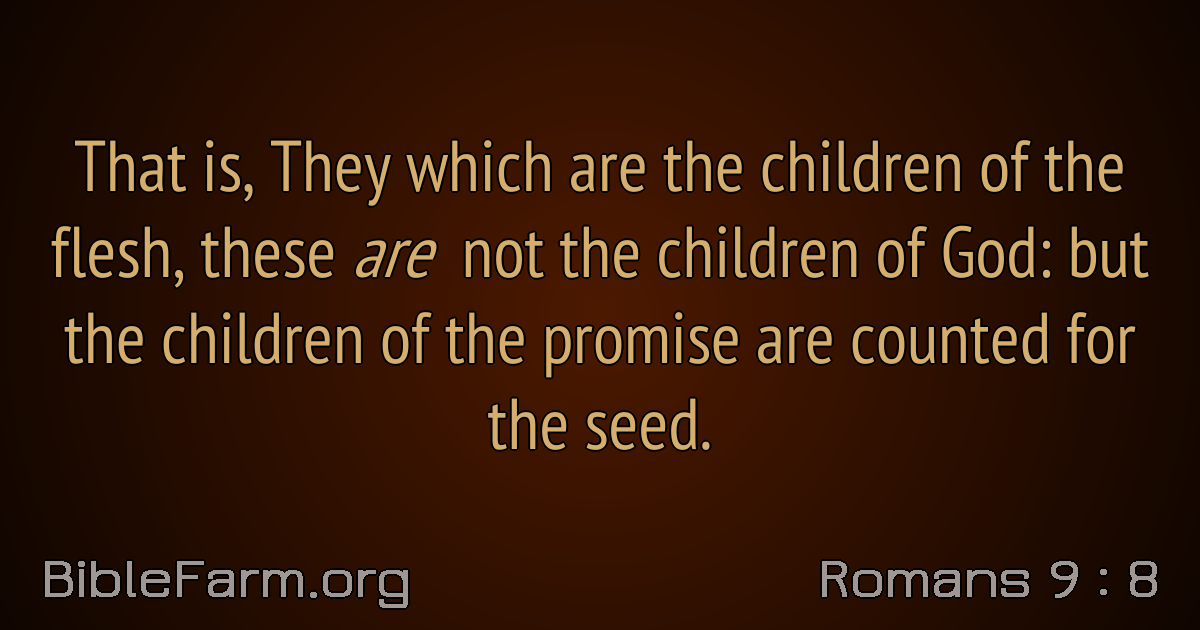 That is, They which are the children of the
flesh, these are not the children of God: but
the children of the promise are counted for
the seed.
BibleFarm.org
Romans 9 : 8